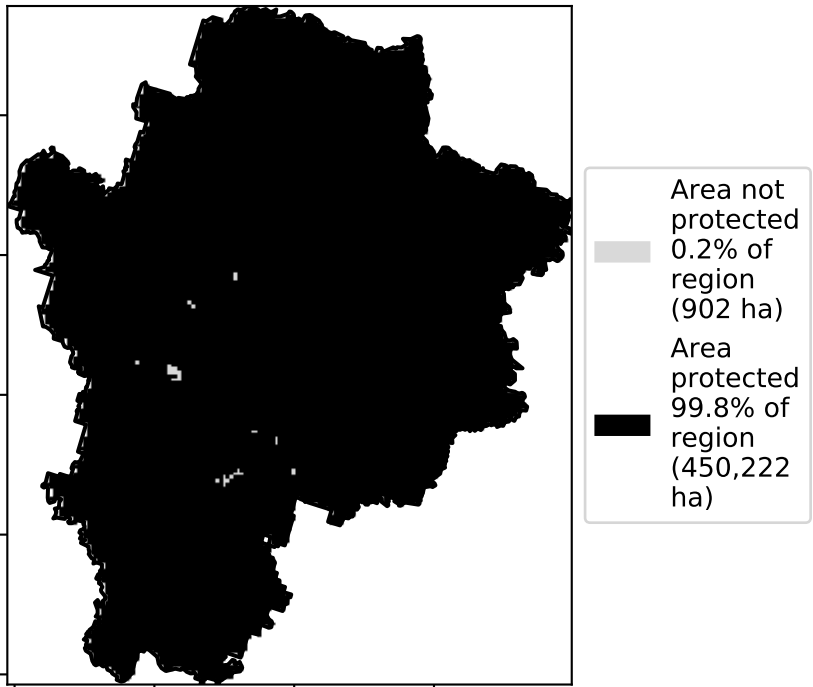 Area not
protected
0.2% of
region
(902 ha)
Area
protected
99.8% of
region
(450,222
ha)